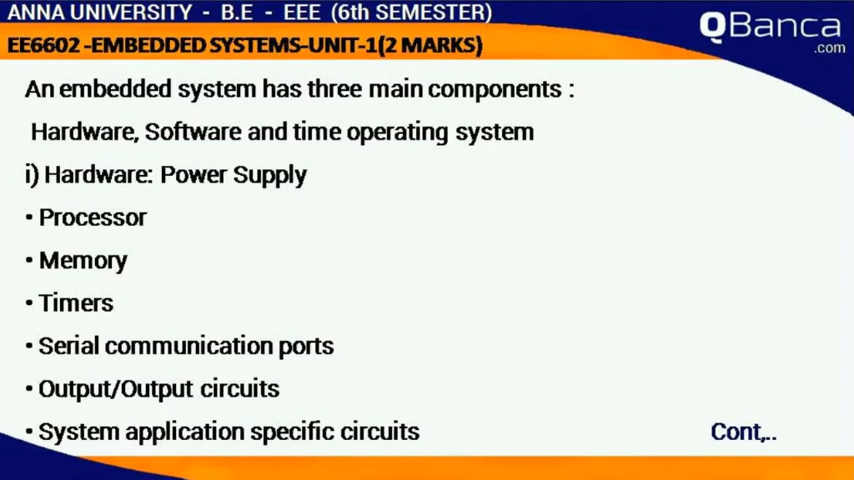 ANNA UNIVERSITY - B.E - EEE (6th SEMESTER)
QBanca
.com
EE6602 -EMBEDDED SYSTEMS-UNIT-1(2 MARKS)
An embedded system has three main components :
Hardware, Software and time operating system
i) Hardware: Power Supply
• Processor
• Memory
• Timers
• Serial communication ports
• Output/Output circuits
• System application specific circuits
Cont,..